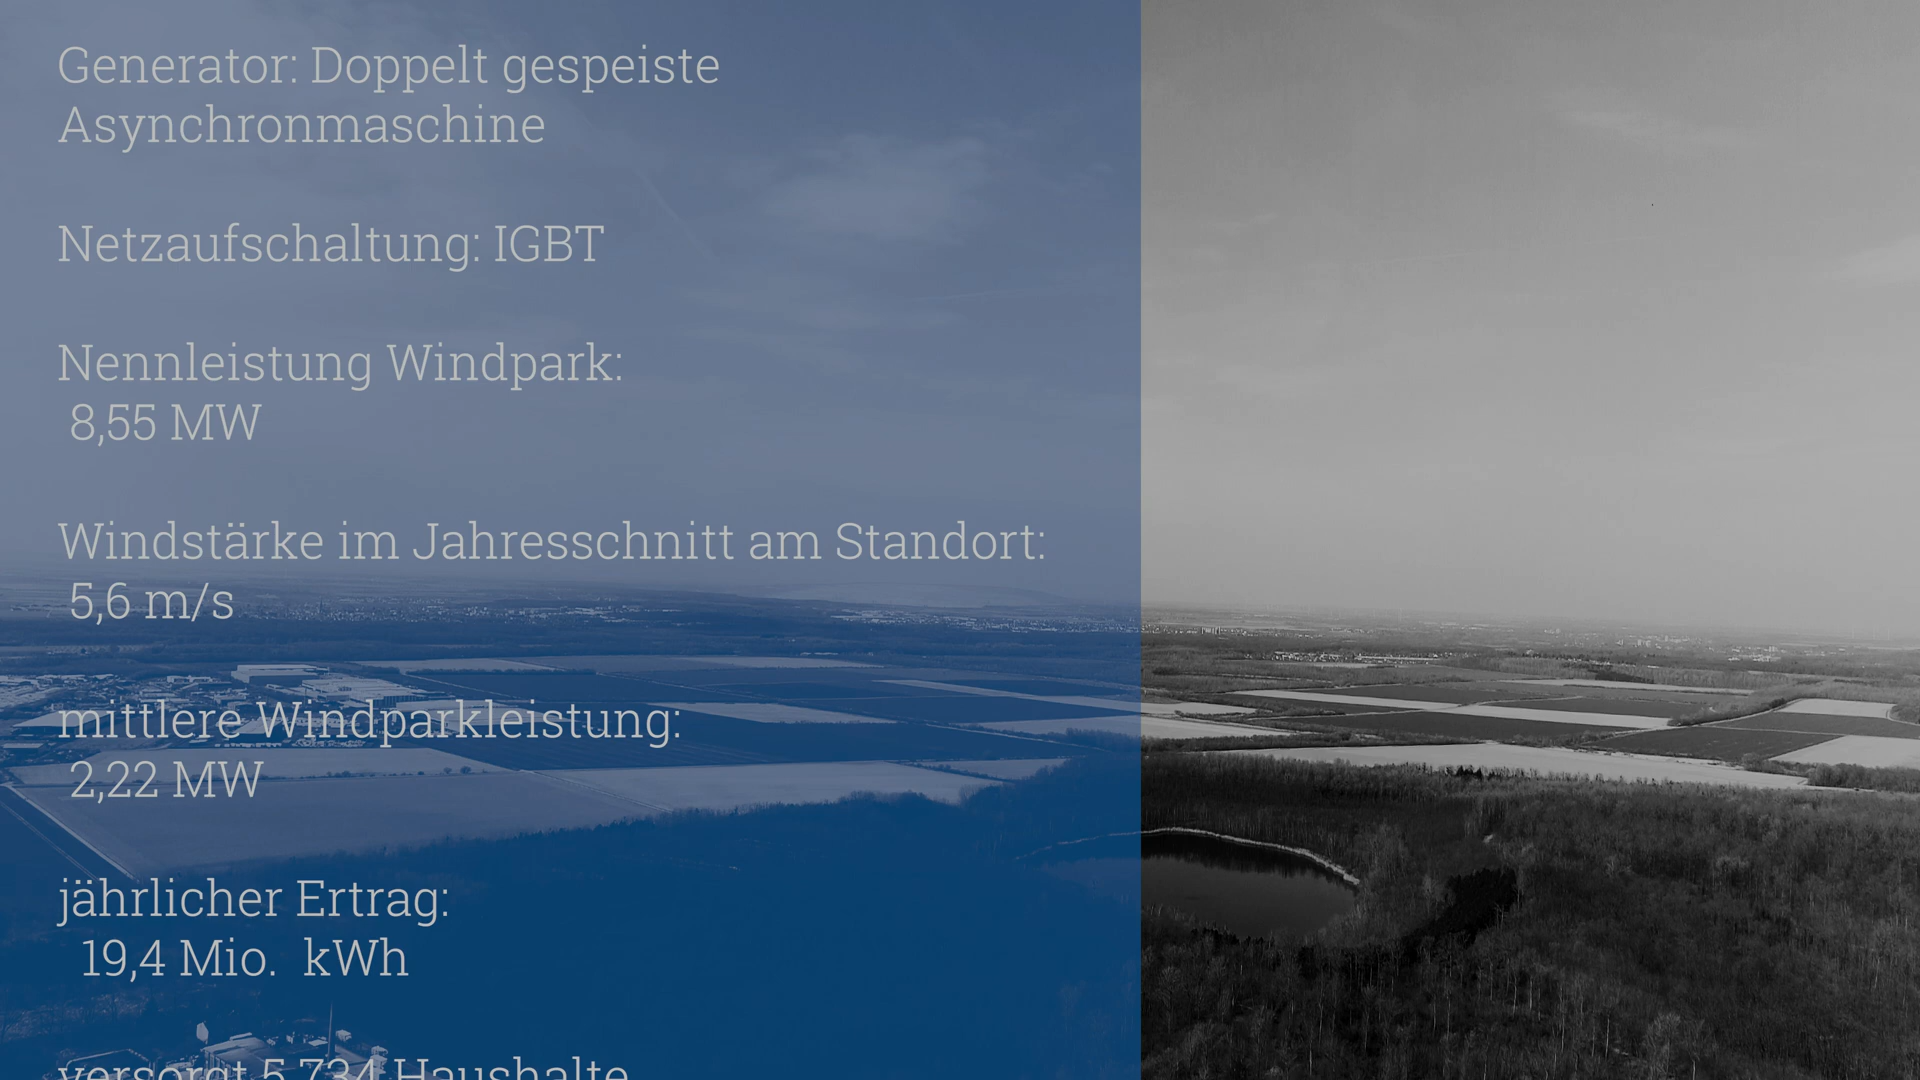 Generator: Doppelt gespeiste
Asynchronmaschine
Netzaufschaltung: IGBT
Nennleistung Windpark:
8,55 MW
Windstärke im Jahresschnitt am Standort:
5,6 m/s
mittlere Windparkleistung:
2,22 MW
jährlicher Ertrag:
19,4 Mio. kWh
versorgt 5.734 Haushalte